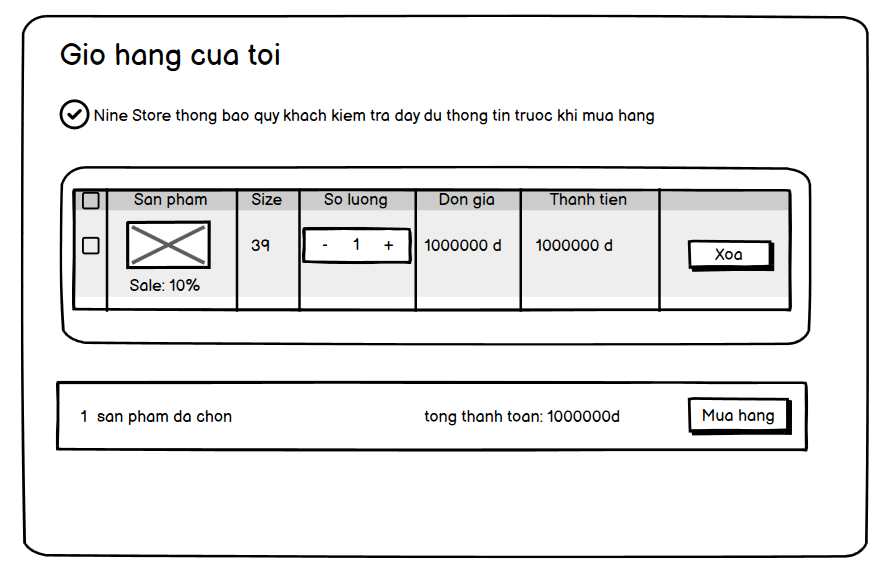 Gio hang cua toi
Nine Store thong bao quy khach kiem tra day du thong tin truoc khi mua hang
San pham Size So luong Don gia Thanh tien
39 - 1 + 1000000 d 1000000 d Xoa
Sale: 10%
1 san pham da chon tong thanh toan: 1000000d Mua hang